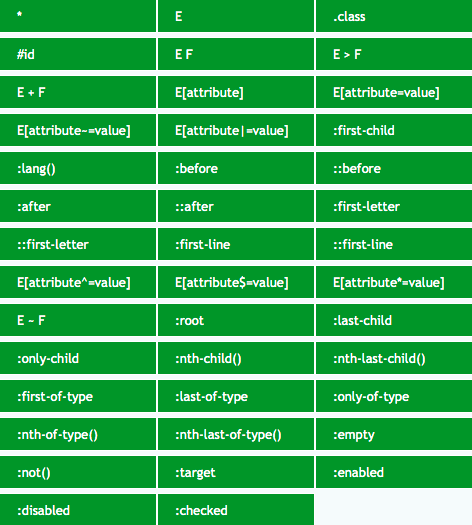 * E .class
#id E F E > F
E + F E[attribute] E[attribute=value]
E[attribute~=value] E[attribute|=value] :first-child
:lang() :before ::before
:after ::after :first-letter
::first-letter :first-line ::first-line
E[attribute^=value] E[attribute$=value] E[attribute*=value]
E ~ F :root :last-child
:only-child :nth-child() :nth-last-child()
:first-of-type :last-of-type :only-of-type
:nth-of-type() :nth-last-of-type() :empty
:not() :target :enabled
:disabled :checked